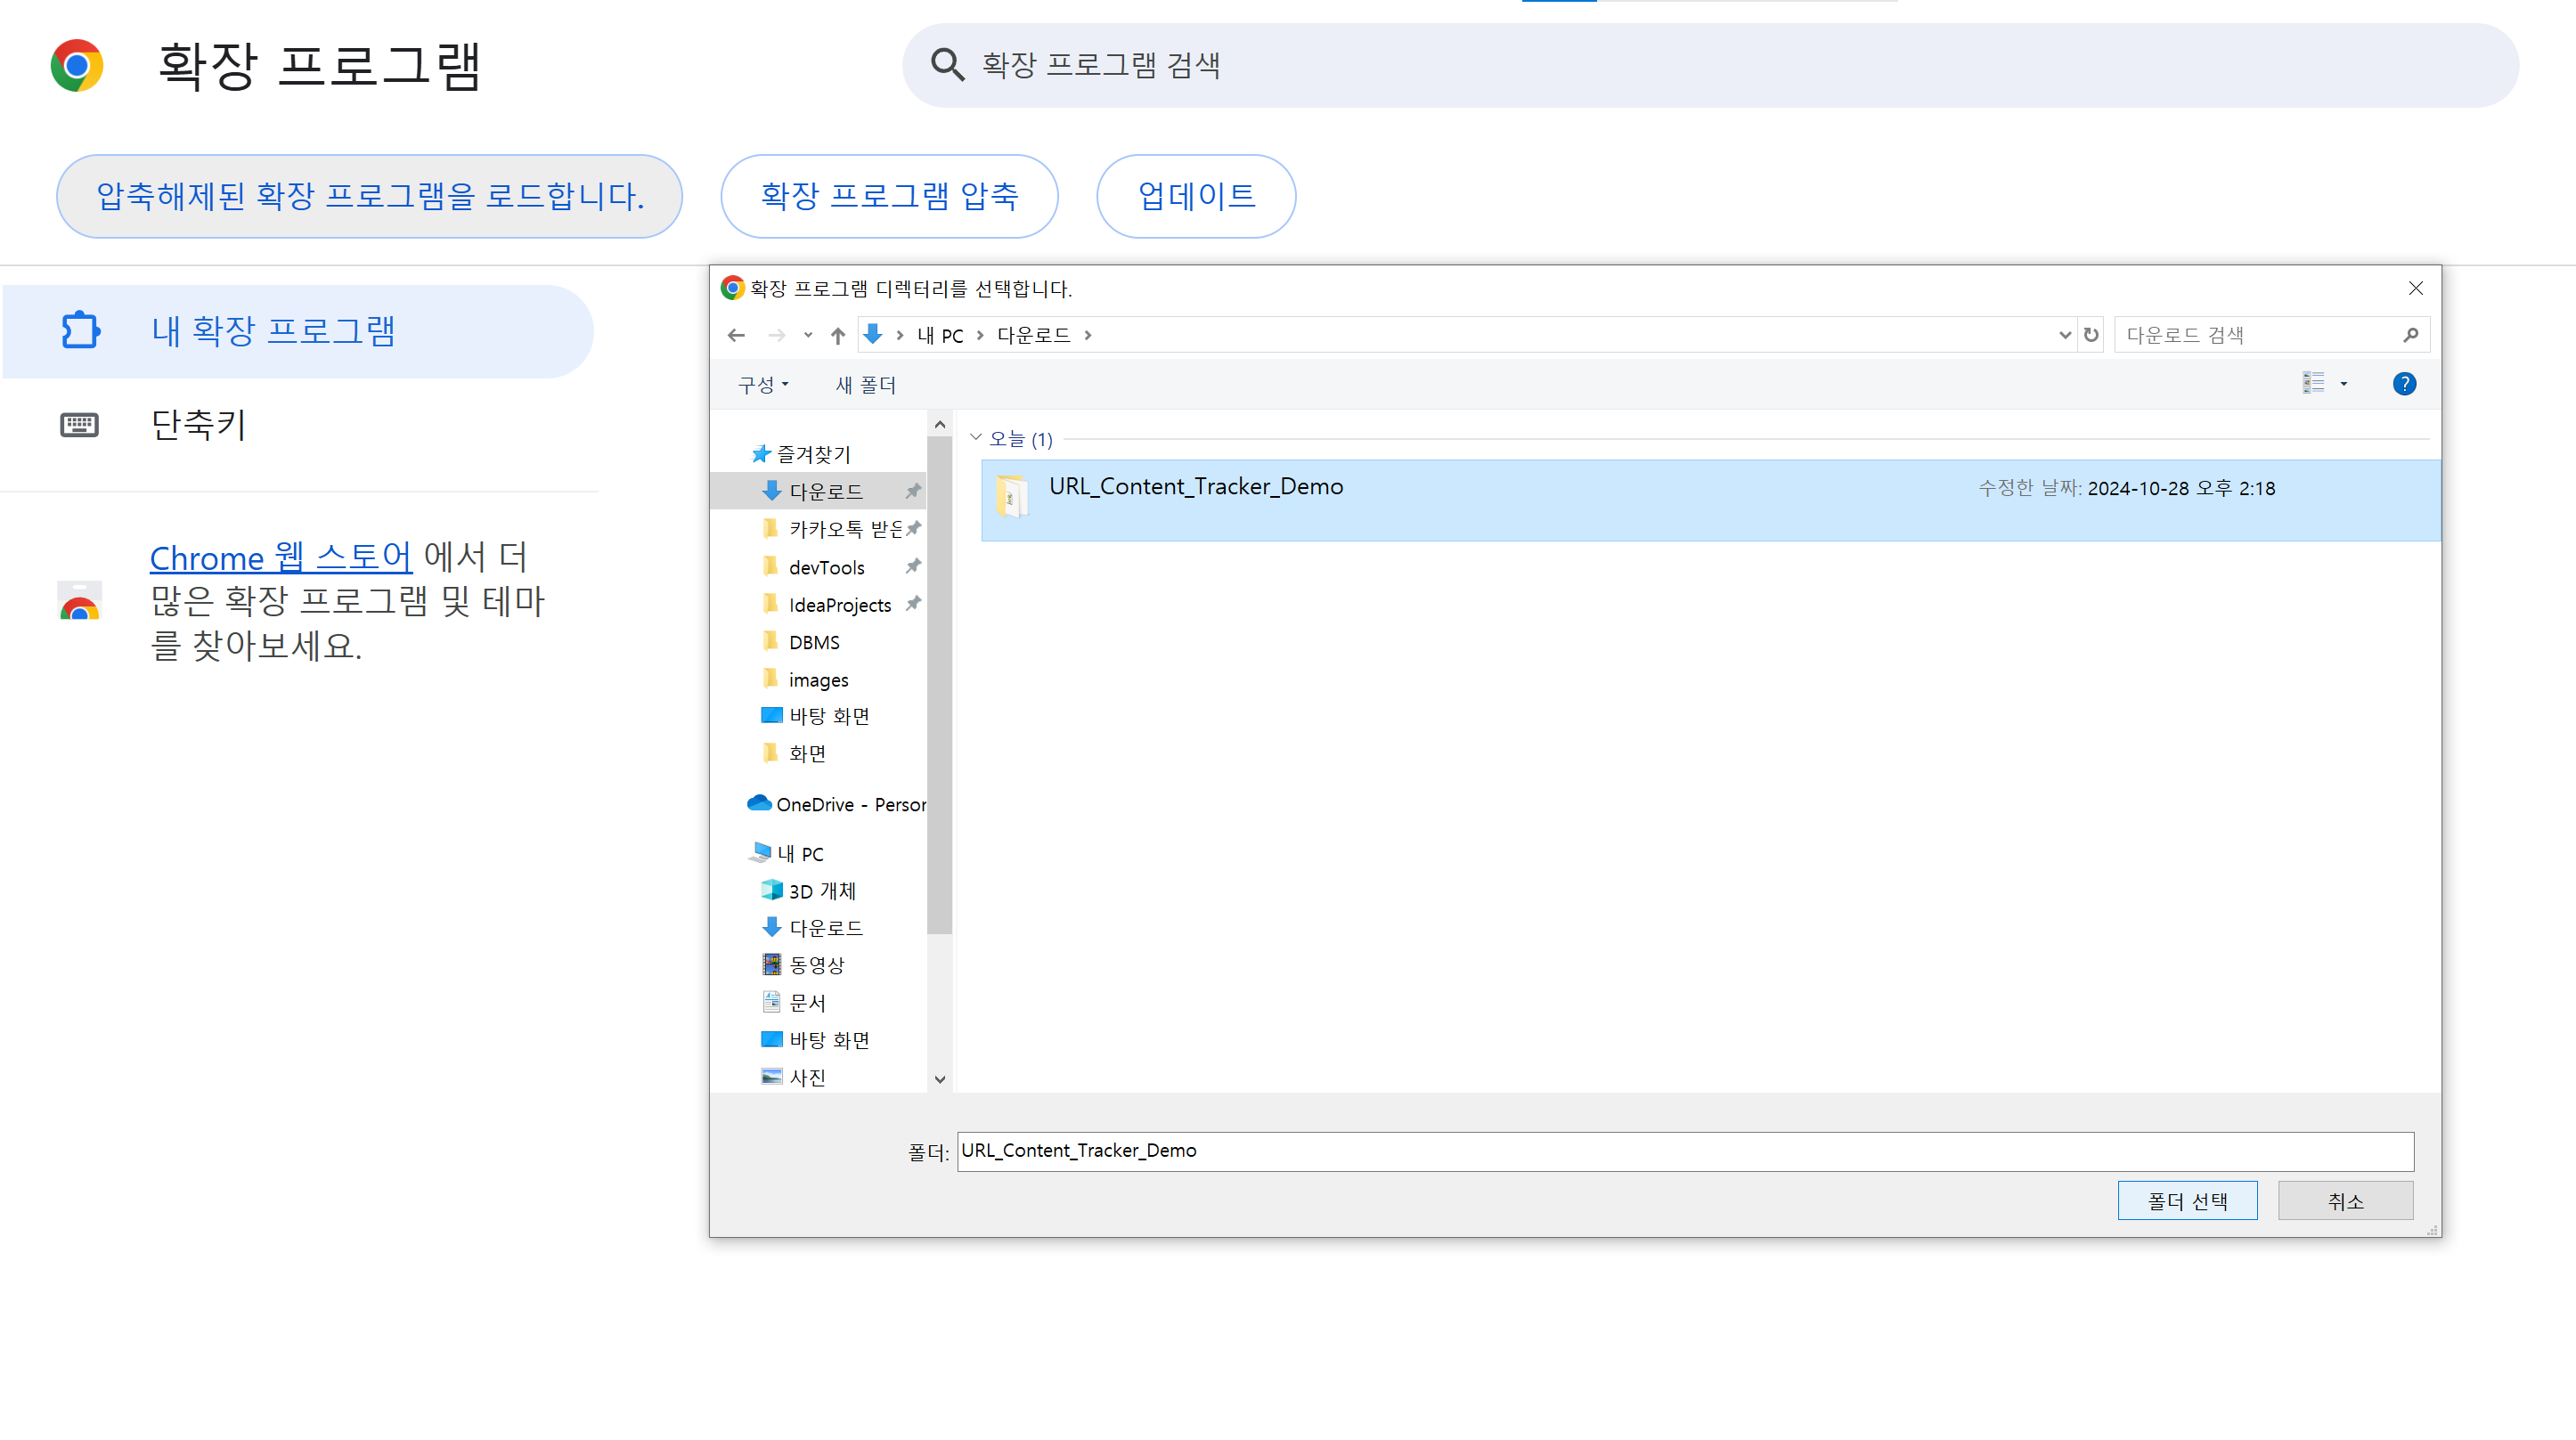 확장 프로그램
확장 프로그램 검색
압축해제된 확장 프로그램을 로드합니다.
확장 프로그램 압축
업데이트
내 확장 프로그램
단축키
Chrome 웹 스토어 에서 더
많은 확장 프로그램 및 테마
를 찾아보세요.
확장 프로그램 디렉터리를 선택합니다.
내 PC
다운로드
다운로드 검색
구성
새 폴더
즐겨찾기
다운로드
카카오톡 받은
devTools
IdeaProjects
DBMS
images
바탕 화면
화면
OneDrive - Person
내 PC
3D 개체
다운로드
동영상
문서
바탕 화면
사진
오늘 (1)
URL_Content_Tracker_Demo
수정한 날짜: 2024-10-28 오후 2:18
폴더: URL_Content_Tracker_Demo
폴더 선택
취소